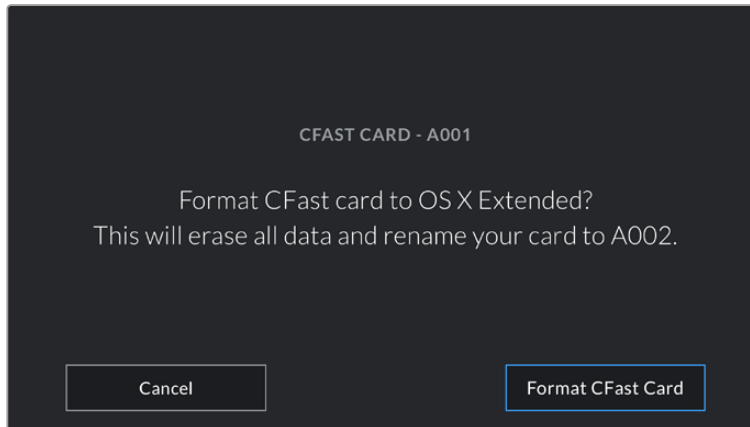 CFAST CARD - A001
Format CFast card to OS X Extended?
This will erase all data and rename your card to A002.
Cancel
Format CFast Card